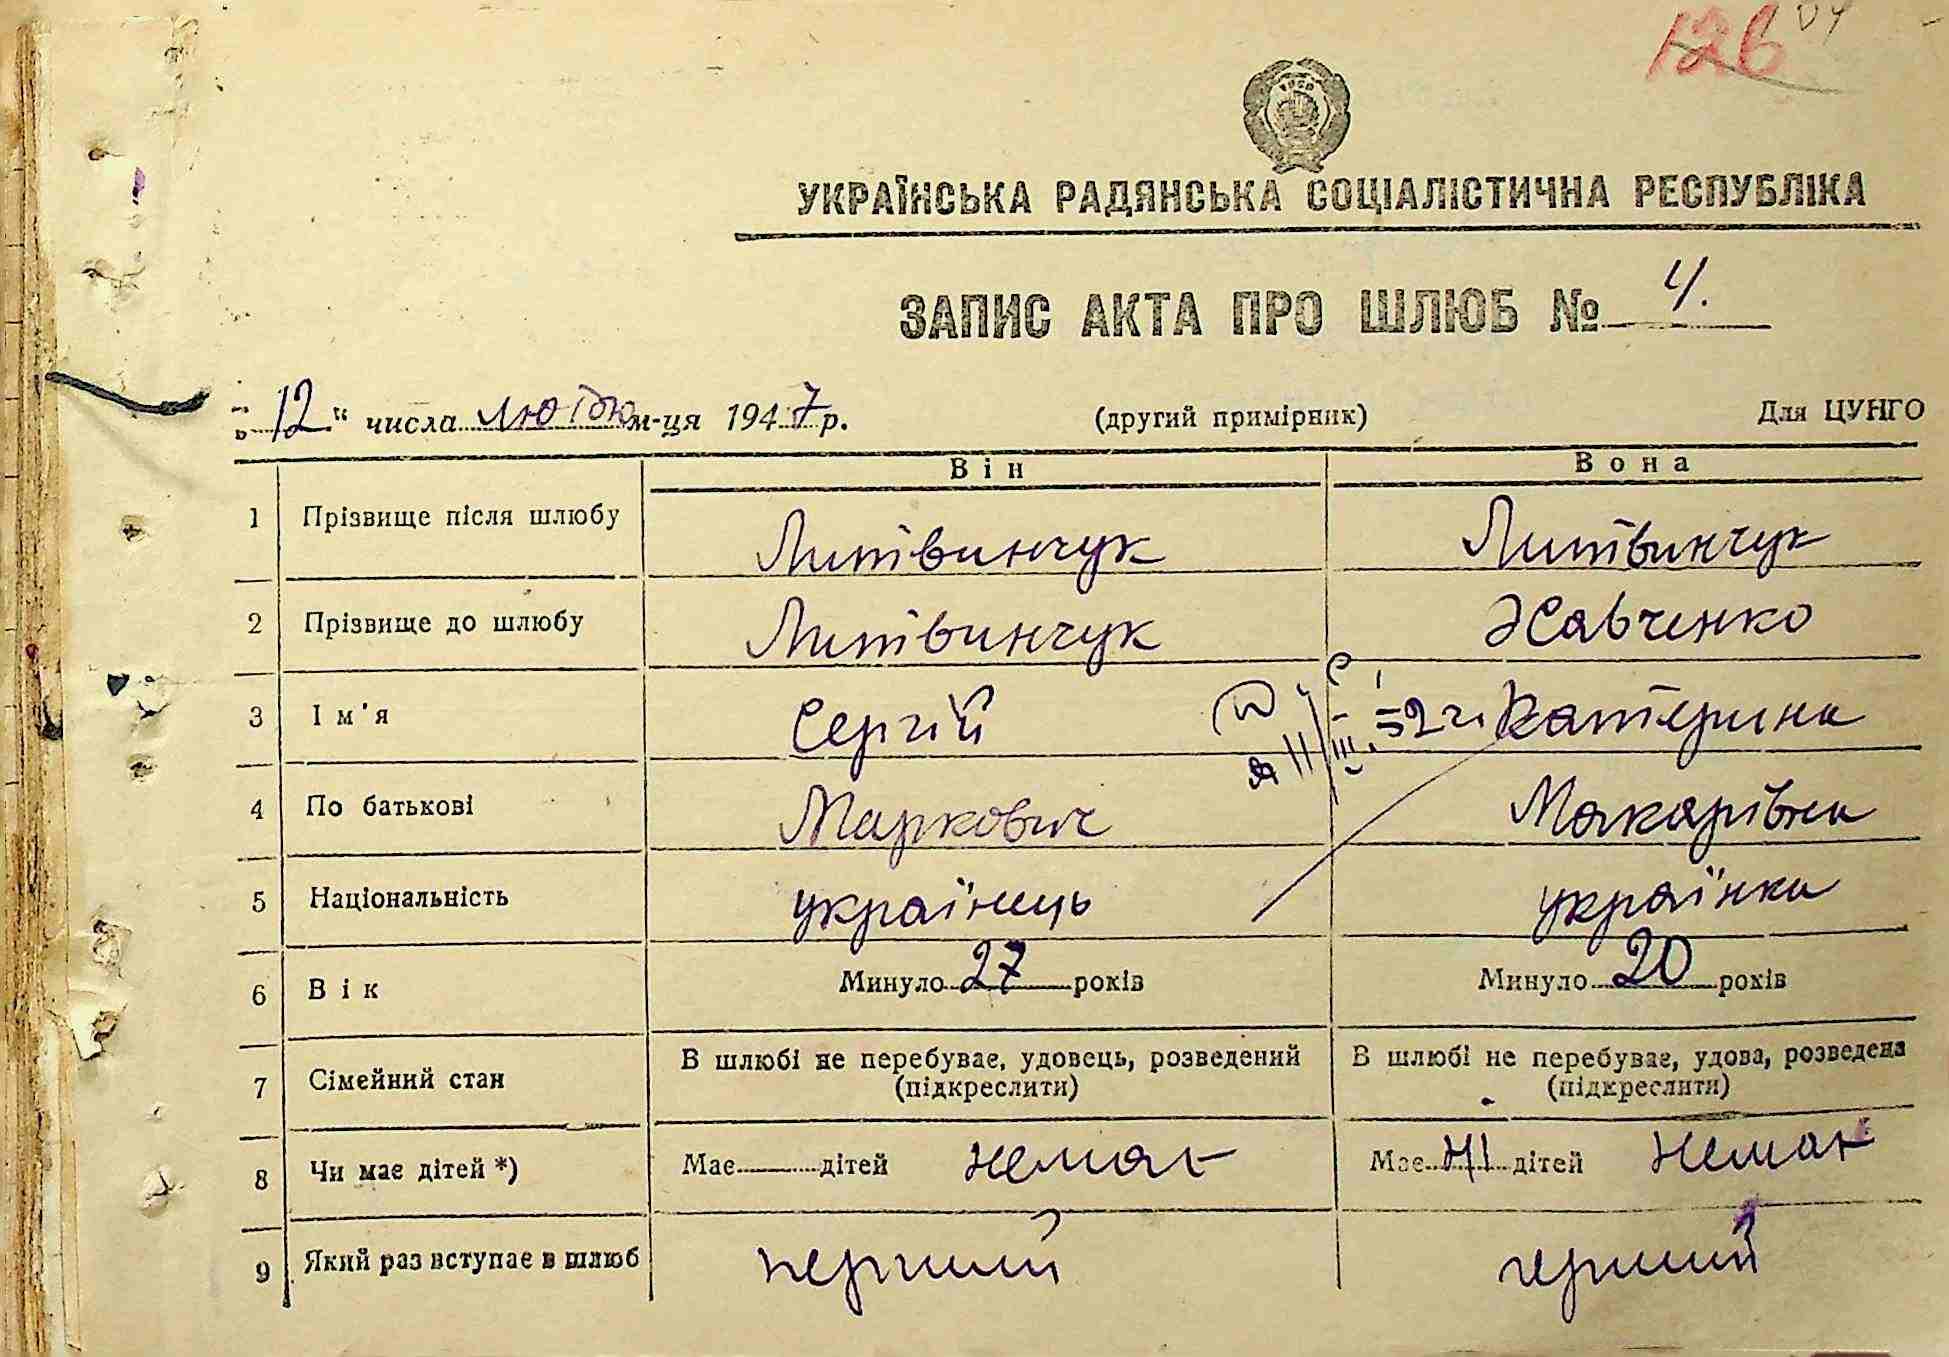 126
УКРАЇНСЬКА РАДЯНСЬКА СОЦІАЛІСТИЧНА РЕСПУБЛІКА
ЗАПИС АКТА ПРО ШЛЮБ № 4.
„12“ числа лютого м-ця 1947 р. (другий примірник) Для ЦУНГО
Він Вона
1 Прізвище після шлюбу Литвинчук Литвинчук
2 Прізвище до шлюбу Литвинчук Жавченко
3 Ім'я Сергій Катерина
4 По батькові Маркович Макарівна
5 Національність українець українка
6 Вік Минуло 27 років Минуло 20 років
7 Сімейний стан В шлюбі не перебуває, удовець, розведений (підкреслити) В шлюбі не перебуває, удова, розведена (підкреслити)
8 Чи має дітей *) Має дітей немає Має ні дітей немає
9 Який раз вступає в шлюб перший перший